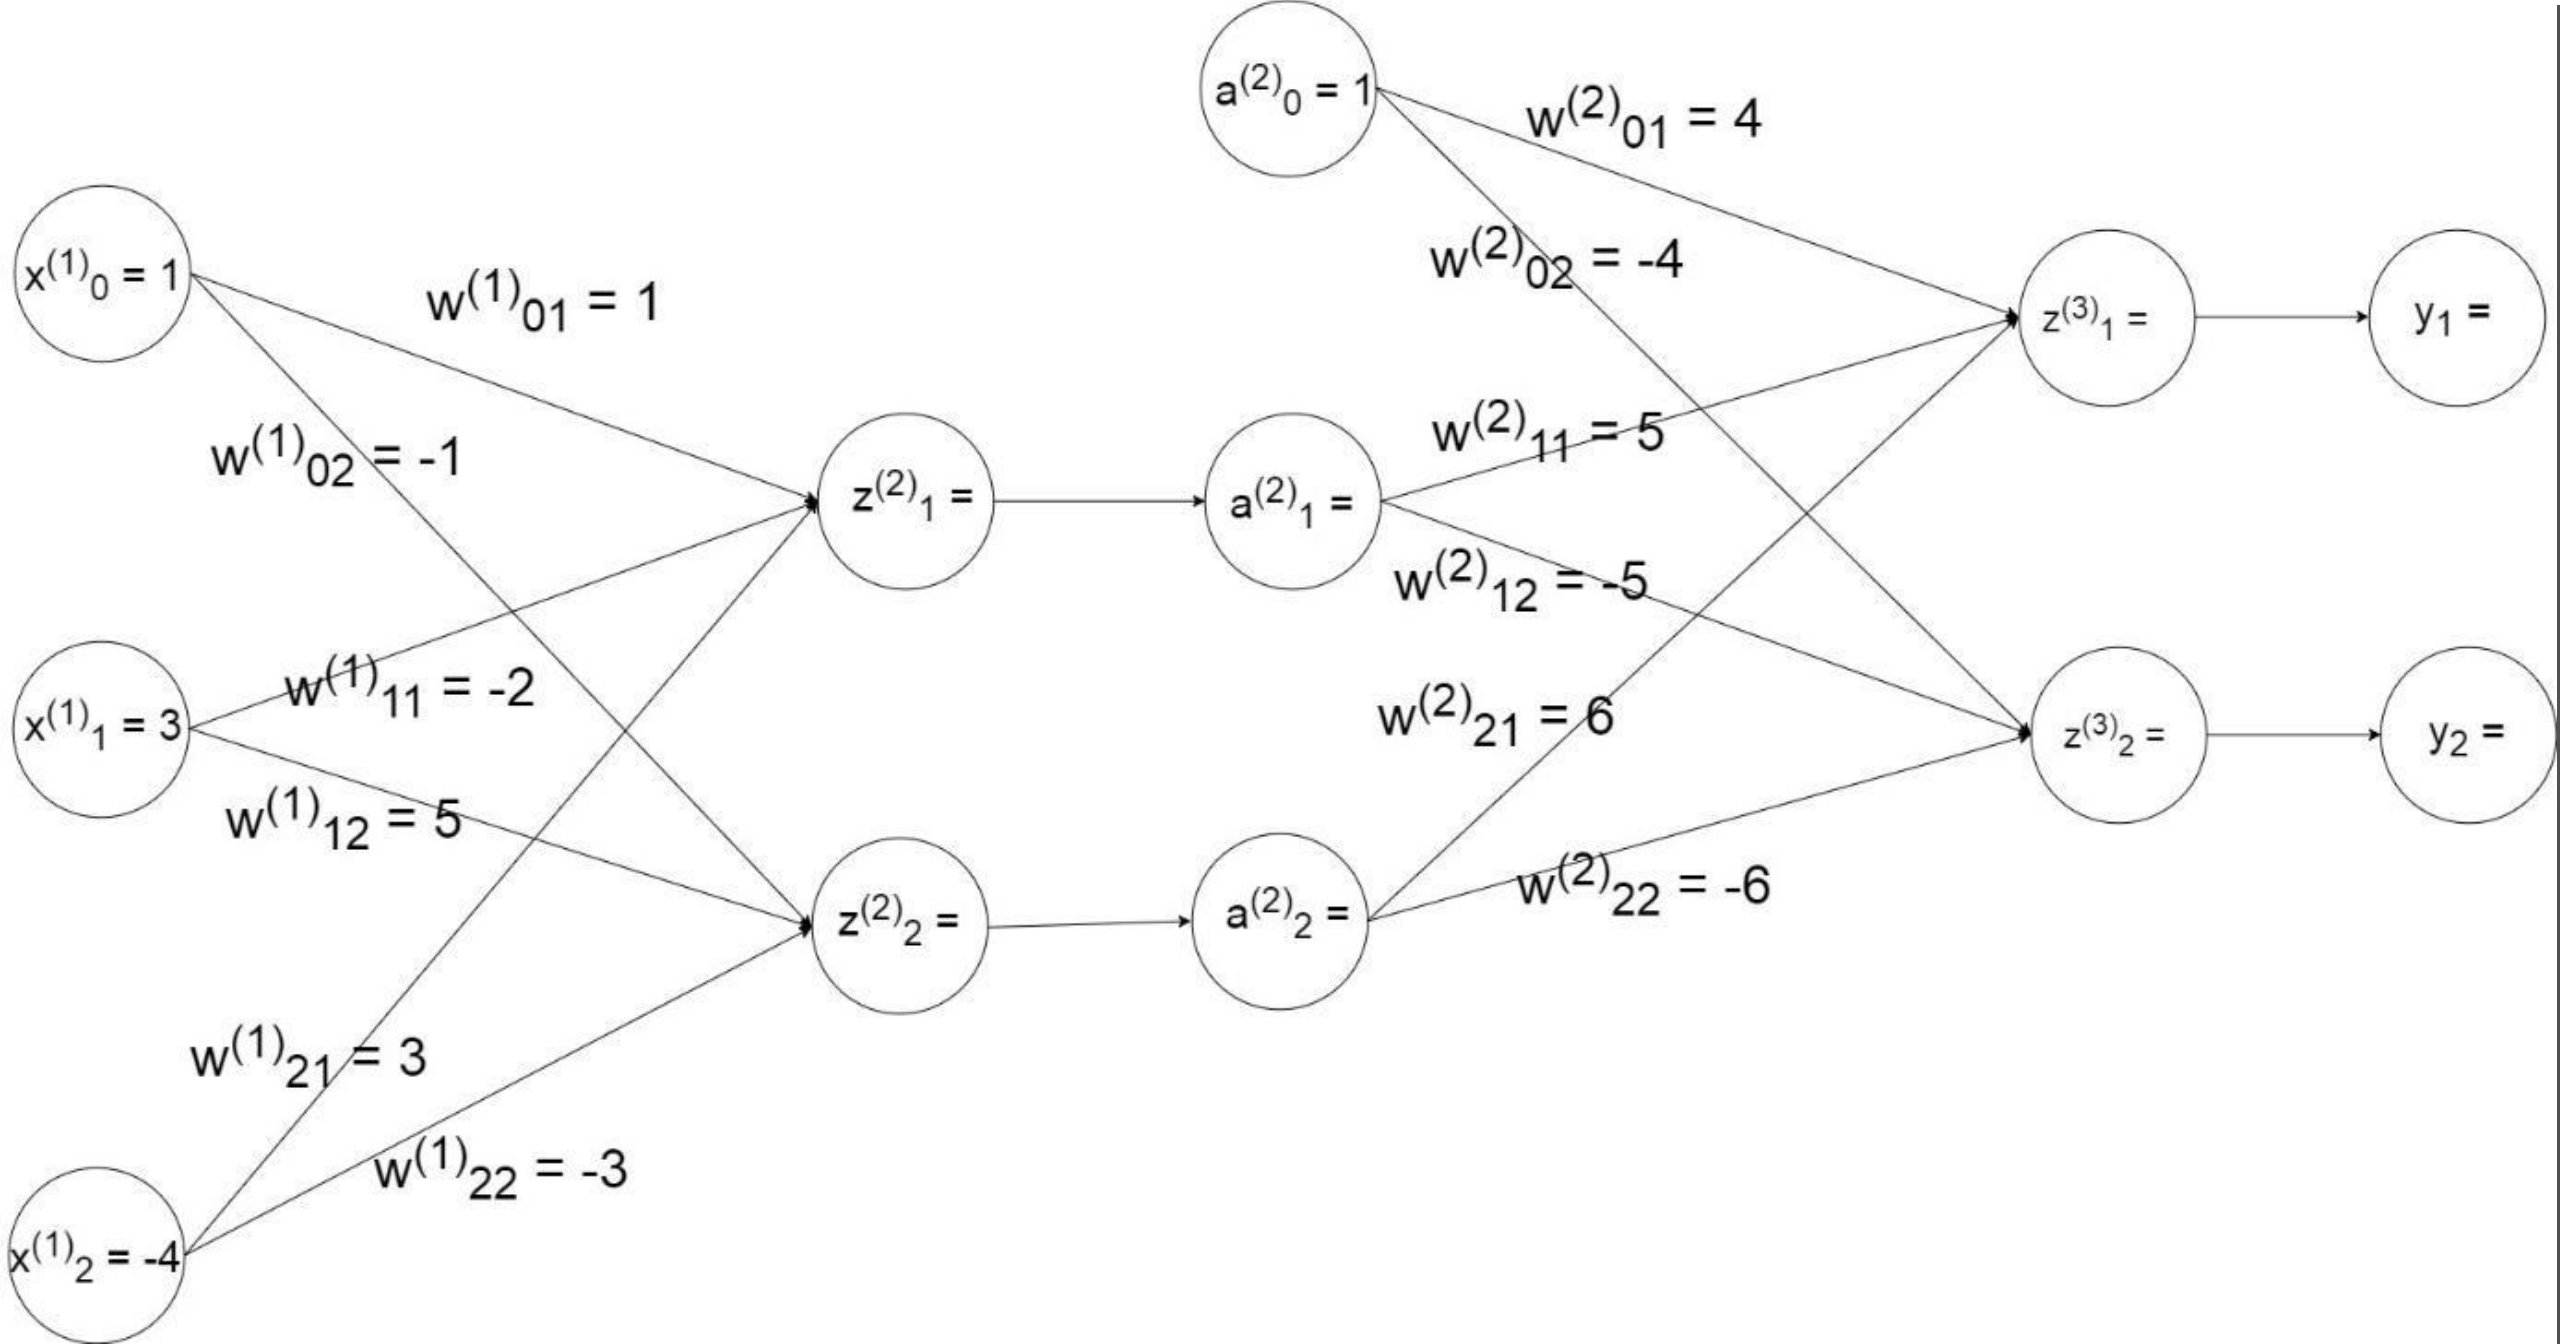 a(2)0 = 1
w(2)01 = 4
w(2)02 = -4
x(1)0 = 1
w(1)01 = 1
z(3)1 =
y1 =
w(1)02 = -1
w(2)11 = 5
z(2)1 =
a(2)1 =
w(2)12 = -5
x(1)1 = 3
w(1)11 = -2
w(2)21 = 6
z(3)2 =
y2 =
w(1)12 = 5
z(2)2 =
a(2)2 =
w(2)22 = -6
w(1)21 = 3
w(1)22 = -3
x(1)2 = -4